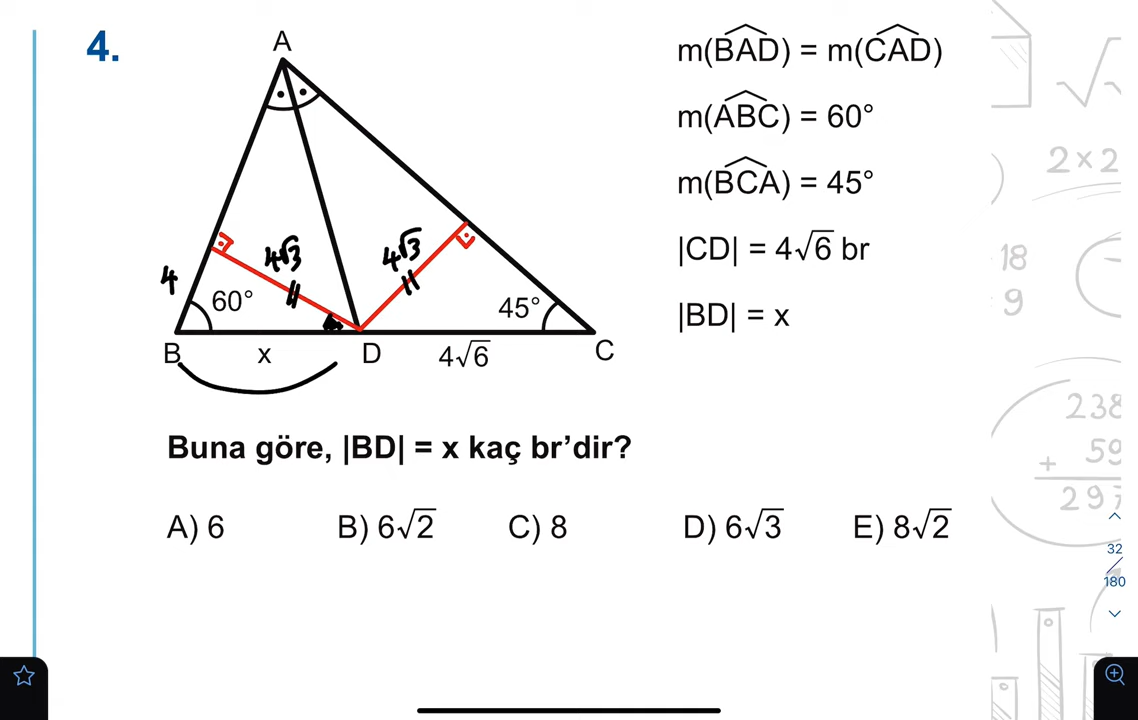 4.
A
m(BAD) = m(CAD)
m(ABC) = 60°
m(BCA) = 45°
|CD| = 4√6 br
|BD| = x
4√3
4√3
4
60°
45°
B
x
D
4√6
C
Buna göre, |BD| = x kaç br’dir?
A) 6 B) 6√2 C) 8 D) 6√3 E) 8√2
2×2
18
9
238
+ 59
297
32
180